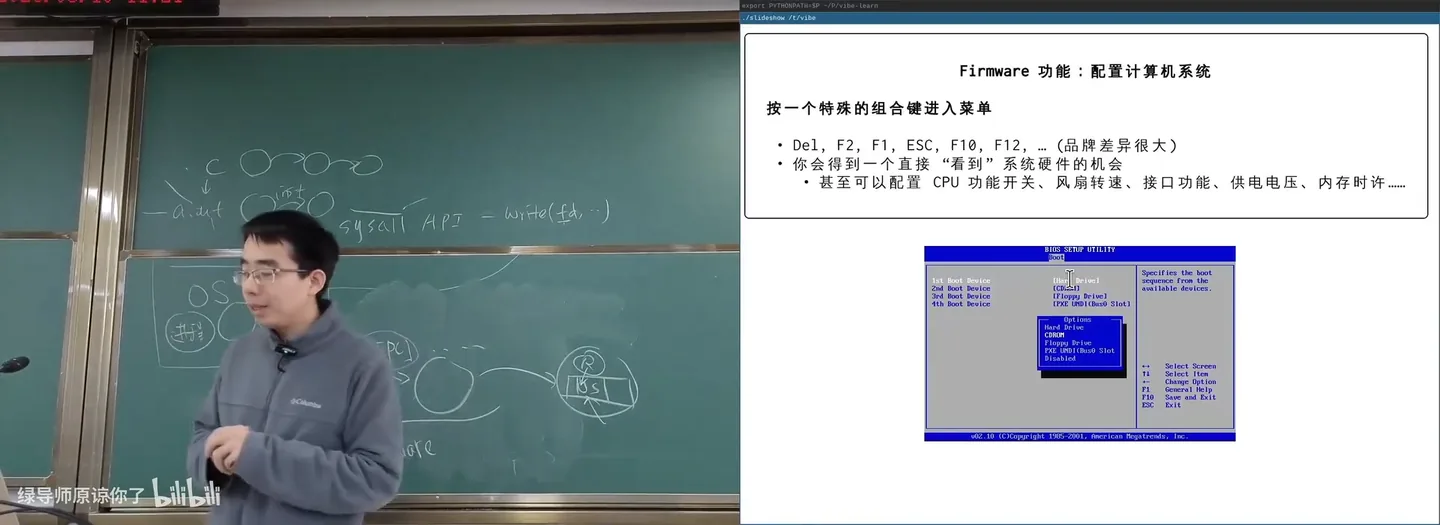 C
a.out
syscall API - write(fd, ...)
OS
进程
R
Columbia
绿导师原谅你了 bilibili
export PYTHONPATH=$P ~/P/vibe-learn
./slideshow /t/vibe
Firmware 功能：配置计算机系统
按一个特殊的组合键进入菜单
• Del, F2, F1, ESC, F10, F12, … (品牌差异很大)
• 你会得到一个直接 “看到” 系统硬件的机会
• 甚至可以配置 CPU 功能开关、风扇转速、接口功能、供电电压、内存时许……
BIOS SETUP UTILITY
Boot
1st Boot Device [Hard Drive]
2nd Boot Device [CDROM]
3rd Boot Device [Floppy Drive]
4th Boot Device [PXE UNDI(Bus0 Slot]
Options
Hard Drive
CDROM
Floppy Drive
PXE UNDI(Bus0 Slot
Disabled
Specifies the boot
sequence from the
available devices.
↔ Select Screen
↑↓ Select Item
+- Change Option
F1 General Help
F10 Save and Exit
ESC Exit
v02.10 (C)Copyright 1985-2001, American Megatrends, Inc.